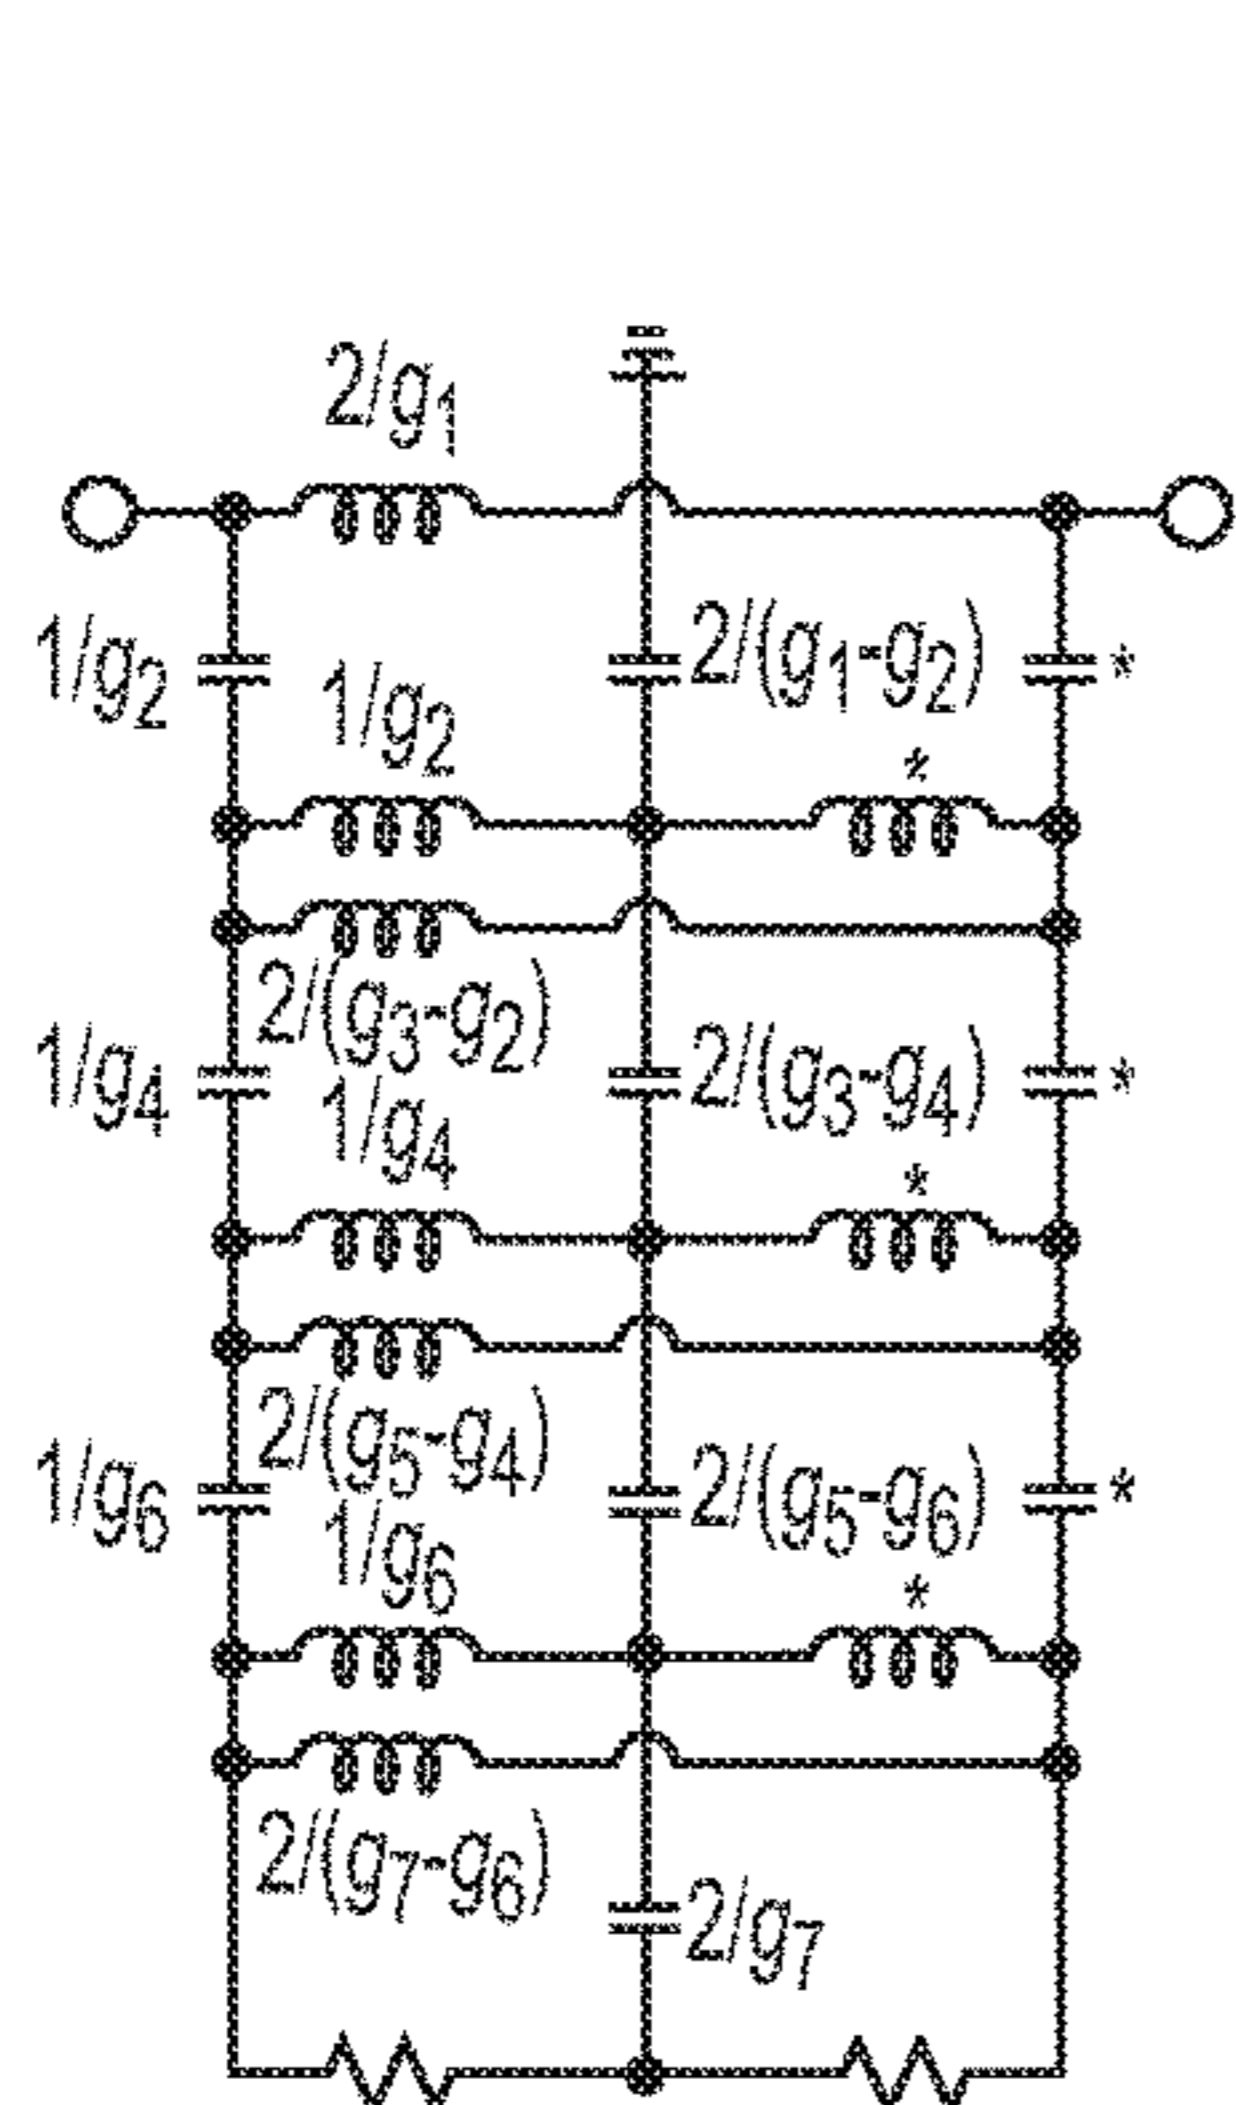 2/g1
1/g2
1/g2
2/(g1-g2)
*
*
2/(g3-g2)
1/g4
1/g4
2/(g3-g4)
*
*
2/(g5-g4)
1/g6
1/g6
2/(g5-g6)
*
*
2/(g7-g6)
2/g7